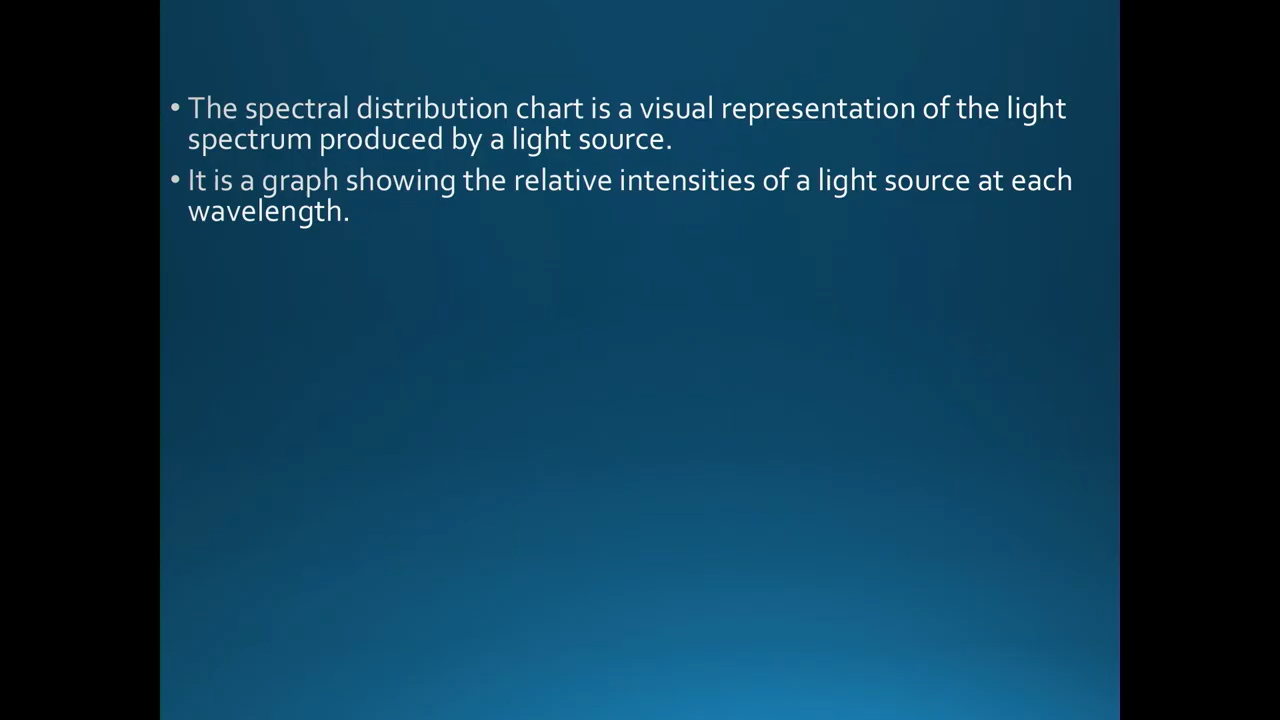 • The spectral distribution chart is a visual representation of the light
spectrum produced by a light source.
• It is a graph showing the relative intensities of a light source at each
wavelength.